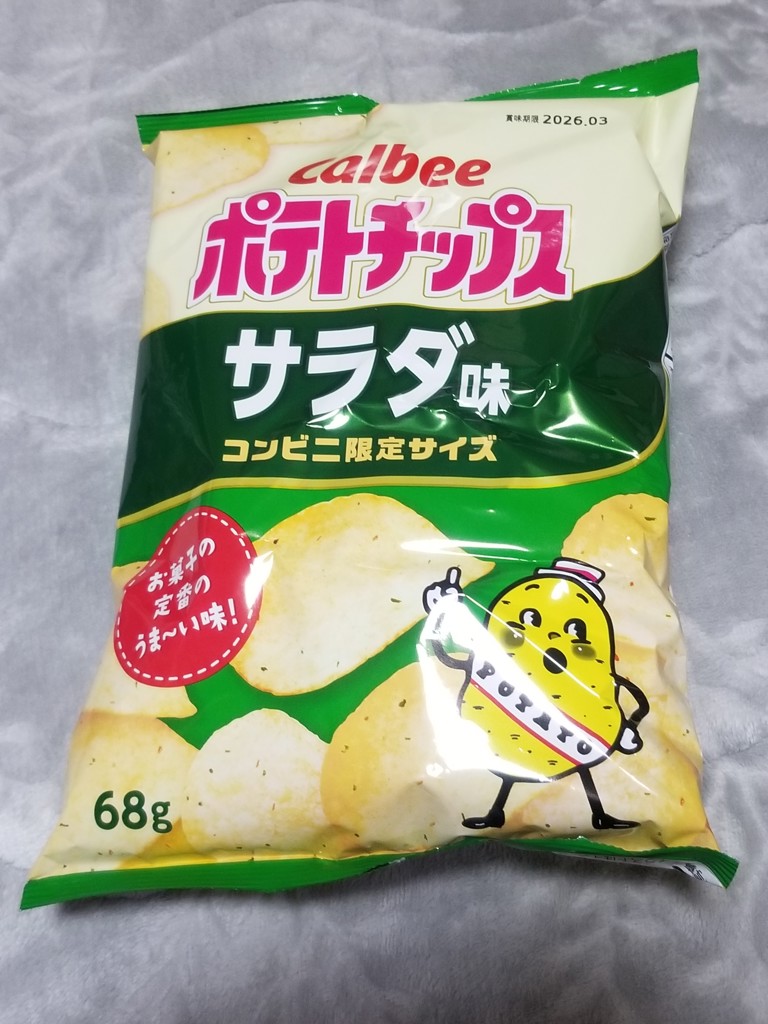 賞味期限 2026.03
calbee
ポテトチップス
サラダ味
コンビニ限定サイズ
お菓子の
定番の
うま〜い味!
POTATO
68g